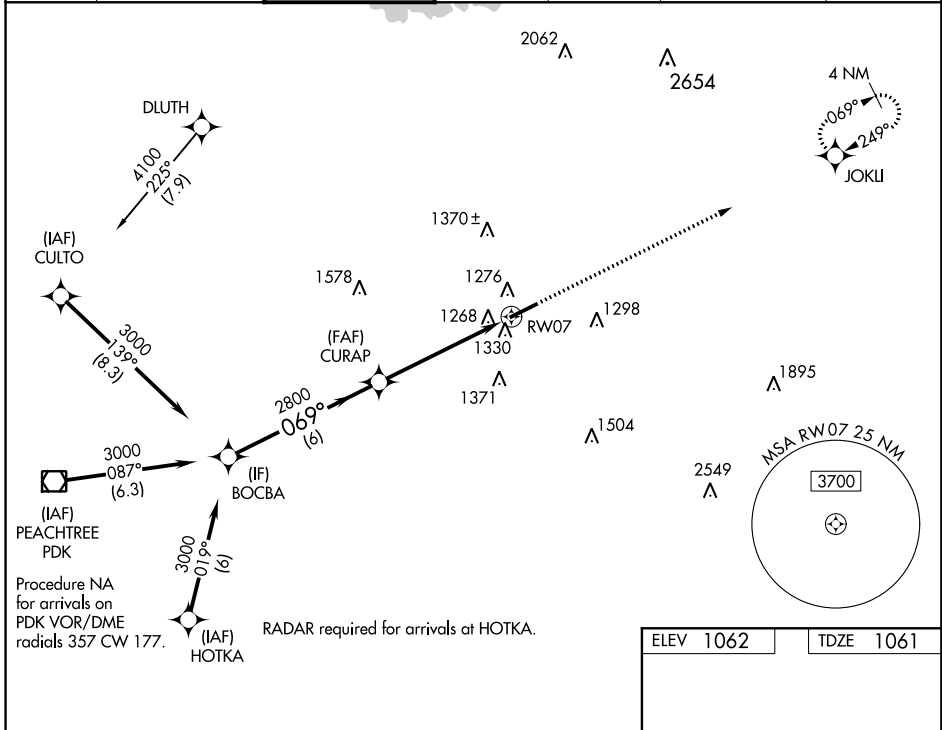 2062
2654
4 NM
069°
249°
JOKLI
DLUTH
4100
225°
(7.9)
1370 ±
(IAF)
CULTO
1578
1276
1268
RW07
1298
1330
3000
139°
(8.3)
(FAF)
CURAP
1371
1895
2800
069°
(6)
1504
MSA RW07 25 NM
3700
2549
3000
087°
(6.3)
(IF)
BOCBA
(IAF)
PEACHTREE
PDK
3000
019°
(6)
Procedure NA
for arrivals on
PDK VOR/DME
radials 357 CW 177.
(IAF)
HOTKA
RADAR required for arrivals at HOTKA.
ELEV 1062
TDZE 1061